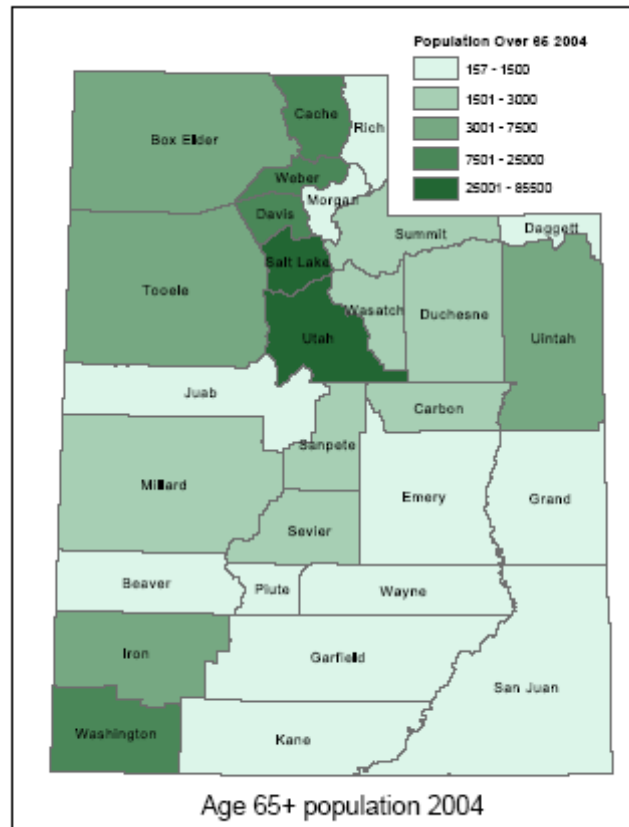 Population Over 65 2004
157 - 1500
1501 - 3000
3001 - 7500
7501 - 25000
25001 - 85500
Cache
Rich
Box Elder
Weber
Morgan
Davis
Summit
Daggett
Salt Lake
Tooele
Wasatch
Duchesne
Uintah
Utah
Juab
Carbon
Sanpete
Millard
Emery
Grand
Sevier
Beaver
Piute
Wayne
Iron
Garfield
San Juan
Washington
Kane
Age 65+ population 2004